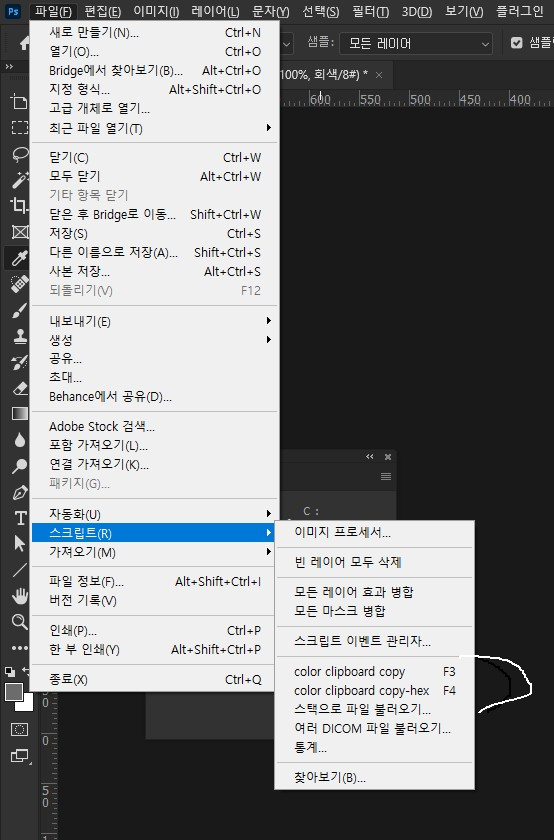 Ps 파일(F) 편집(E) 이미지(I) 레이어(L) 문자(Y) 선택(S) 필터(T) 3D(D) 보기(V) 플러그인
샘플: 모든 레이어 샘플
100%, 회색/8#) * ×
600 550 500 450 400
새로 만들기(N)... Ctrl+N
열기(O)... Ctrl+O
Bridge에서 찾아보기(B)... Alt+Ctrl+O
지정 형식... Alt+Shift+Ctrl+O
고급 개체로 열기...
최근 파일 열기(T)
닫기(C) Ctrl+W
모두 닫기 Alt+Ctrl+W
기타 항목 닫기
닫은 후 Bridge로 이동... Shift+Ctrl+W
저장(S) Ctrl+S
다른 이름으로 저장(A)... Shift+Ctrl+S
사본 저장... Alt+Ctrl+S
되돌리기(V) F12
내보내기(E)
생성
공유...
초대...
Behance에서 공유(D)...
Adobe Stock 검색...
포함 가져오기(L)...
연결 가져오기(K)...
패키지(G)...
C :
자동화(U)
스크립트(R)
가져오기(M)
파일 정보(F)... Alt+Shift+Ctrl+I
버전 기록(V)
인쇄(P)... Ctrl+P
한 부 인쇄(Y) Alt+Shift+Ctrl+P
종료(X) Ctrl+Q
이미지 프로세서...
빈 레이어 모두 삭제
모든 레이어 효과 병합
모든 마스크 병합
스크립트 이벤트 관리자...
color clipboard copy F3
color clipboard copy-hex F4
스택으로 파일 불러오기...
여러 DICOM 파일 불러오기...
통계...
찾아보기(B)...
50